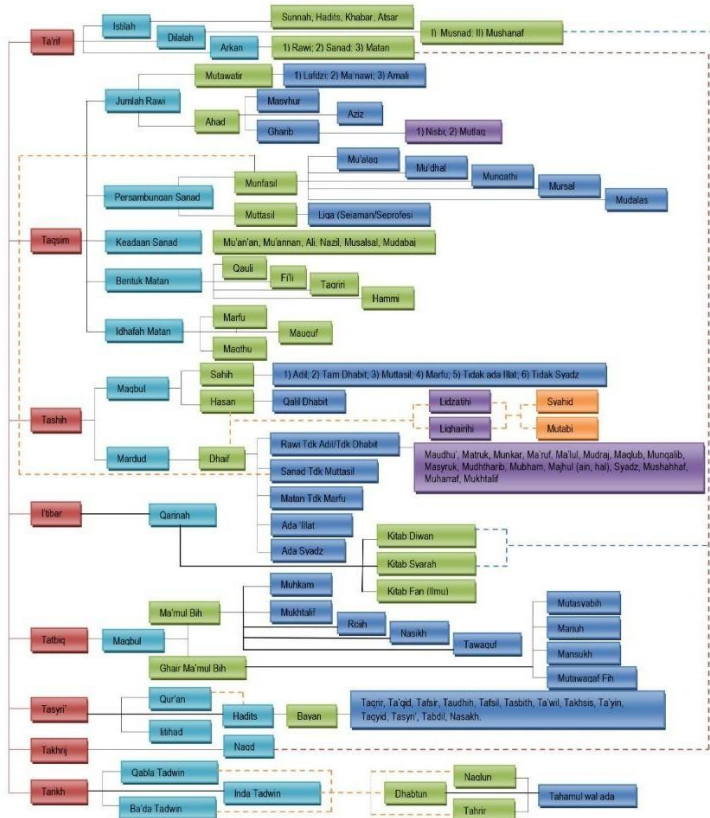 Ta'rif
Istilah
Sunnah, Hadits, Khabar, Atsar
Dilalah
I) Musnad; II) Mushanaf
Arkan
1) Rawi; 2) Sanad; 3) Matan
Jumlah Rawi
Mutawatir
1) Lafdzi; 2) Ma'nawi; 3) Amali
Ahad
Masyhur
Aziz
Gharib
1) Nisbi; 2) Mutlaq
Taqsim
Persambungan Sanad
Munfasil
Mu'alaq
Mu'dhal
Munqathi
Mursal
Mudalas
Muttasil
Liqa (Sejaman/Seprofesi
Keadaan Sanad
Mu'an'an, Mu'annan, Ali, Nazil, Musalsal, Mudabaj
Bentuk Matan
Qauli
Fi'li
Taqriri
Hammi
Idhafah Matan
Marfu
Mauquf
Maqthu
Tashih
Maqbul
Sahih
1) Adil; 2) Tam Dhabit; 3) Muttasil; 4) Marfu; 5) Tidak ada Illat; 6) Tidak Syadz
Hasan
Qalil Dhabit
Lidzatihi
Syahid
Lighairihi
Mutabi
Mardud
Dhaif
Rawi Tdk Adil/Tdk Dhabit
Maudhu', Matruk, Munkar, Ma'ruf, Ma'lul, Mudraj, Maqlub, Munqalib,
Masyruk, Mudhtharib, Mubham, Majhul (ain, hal), Syadz, Mushahhaf,
Muharraf, Mukhtalif
Sanad Tdk Muttasil
Matan Tdk Marfu
Ada 'Illat
Ada Syadz
I'tibar
Qarinah
Kitab Diwan
Kitab Syarah
Kitab Fan (Ilmu)
Tatbiq
Maqbul
Ma'mul Bih
Muhkam
Mukhtalif
Rojih
Nasikh
Tawaquf
Ghair Ma'mul Bih
Mutasyabih
Marjuh
Mansukh
Mutawaqaf Fih
Tasyri'
Qur'an
Ijtihad
Hadits
Bayan
Taqrir, Ta'qid, Tafsir, Taudhih, Tafsil, Tasbith, Ta'wil, Takhsis, Ta'yin,
Taqyid, Tasyri', Tabdil, Nasakh,
Takhrij
Naqd
Tarikh
Qabla Tadwin
Inda Tadwin
Ba'da Tadwin
Dhabtun
Naqlun
Tahrir
Tahamul wal ada